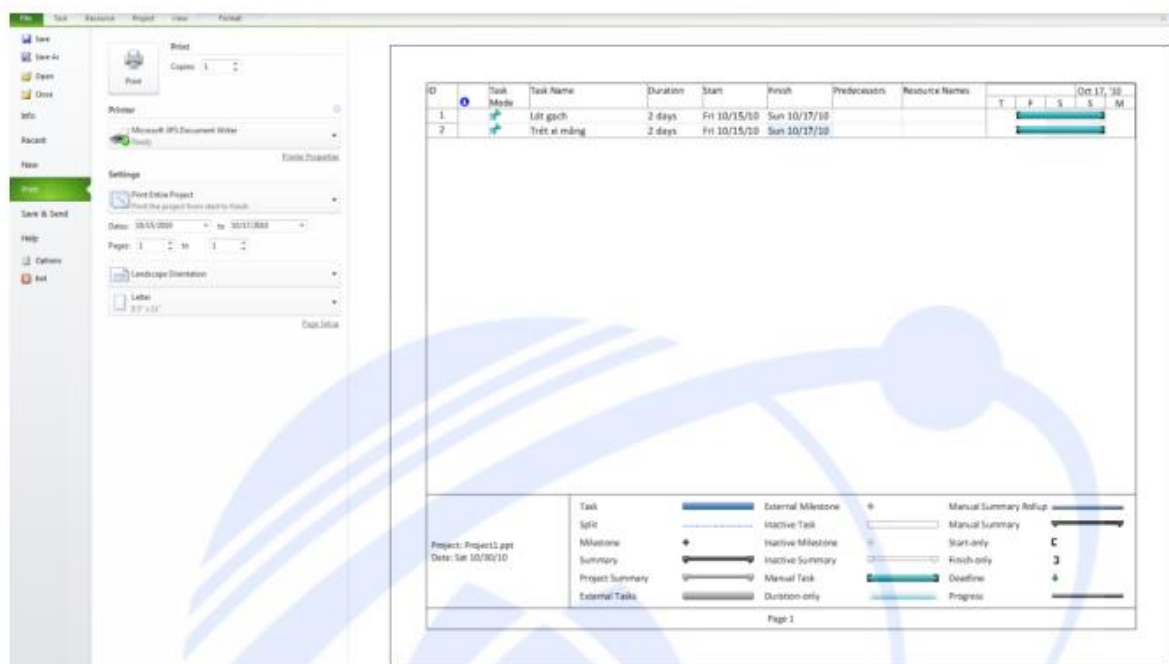 File Task Resource Project View Format
Save
Save As
Open
Close
Info
Recent
New
Print
Save & Send
Help
Options
Exit
Print
Copies: 1
Print
Printer
Microsoft XPS Document Writer
Ready
Printer Properties
Settings
Print Entire Project
Print the project from start to finish
Dates: 10/15/2010 to 10/17/2010
Pages: 1 to 1
Landscape Orientation
Letter
8.5" x 11"
Page Setup
ID Task Mode Task Name Duration Start Finish Predecessors Resource Names Oct 17, '10
T F S S M
1 Lót gạch 2 days Fri 10/15/10 Sun 10/17/10
2 Trét xi măng 2 days Fri 10/15/10 Sun 10/17/10
Project: Project1.ppt
Date: Sat 10/30/10
Task External Milestone Manual Summary Rollup
Split Inactive Task Manual Summary
Milestone Inactive Milestone Start-only
Summary Inactive Summary Finish-only
Project Summary Manual Task Deadline
External Tasks Duration-only Progress
Page 1